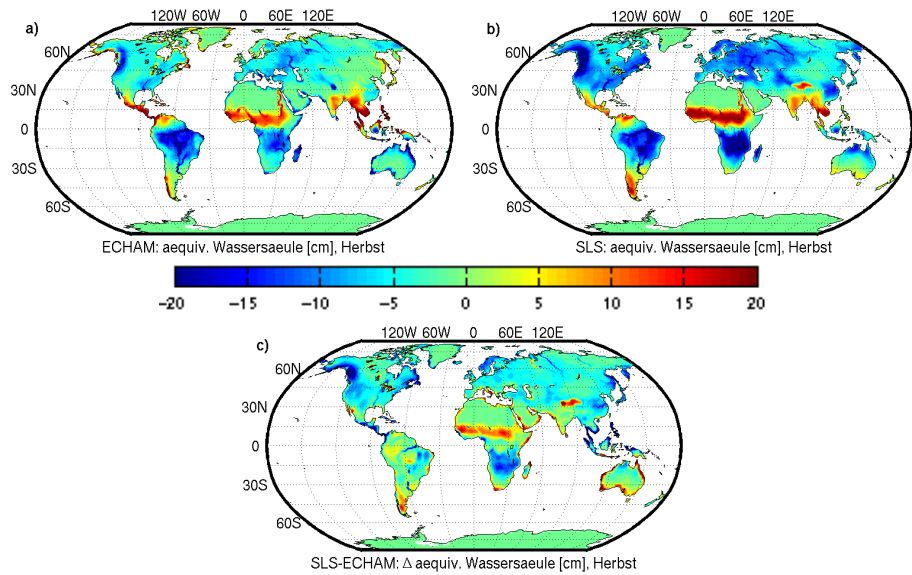 120W 60W 0 60E 120E
a)
60N
30N
0
30S
60S
ECHAM: aequiv. Wassersaeule [cm], Herbst
120W 60W 0 60E 120E
b)
60N
30N
0
30S
60S
SLS: aequiv. Wassersaeule [cm], Herbst
−20 −15 −10 −5 0 5 10 15 20
120W 60W 0 60E 120E
c)
60N
30N
0
30S
60S
SLS-ECHAM: Δ aequiv. Wassersaeule [cm], Herbst